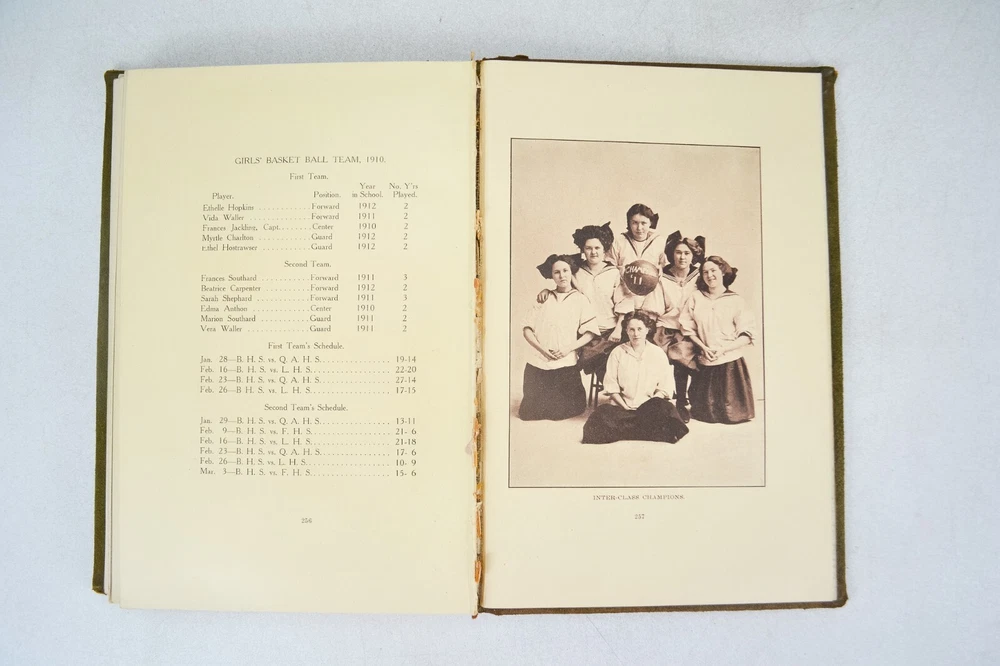 GIRLS' BASKET BALL TEAM, 1910.
First Team.
Year No. Y'rs
Player. Position. in School. Played.
Ethelle Hopkins ............ Forward 1912 2
Vida Waller ............ Forward 1911 2
Frances Jackling, Capt. ...... Center 1910 2
Myrtle Charlton ............ Guard 1912 2
Ethel Hostrawser ............ Guard 1912 2
Second Team.
Frances Southard ............ Forward 1911 3
Beatrice Carpenter ............ Forward 1912 2
Sarah Shephard ............ Forward 1911 3
Edma Anthon ............ Center 1910 2
Marion Southard ............ Guard 1911 2
Vera Waller ............ Guard 1911 2
First Team's Schedule.
Jan. 28—B. H. S. vs. Q. A. H. S. ............ 19-14
Feb. 16—B. H. S. vs. L. H. S. ............ 22-20
Feb. 23—B. H. S. vs. Q. A. H. S. ............ 27-14
Feb. 26—B. H. S. vs. L. H. S. ............ 17-15
Second Team's Schedule.
Jan. 29—B. H. S. vs. Q. A. H. S. ............ 13-11
Feb. 9—B. H. S. vs. F. H. S. ............ 21- 6
Feb. 16—B. H. S. vs. L. H. S. ............ 21-18
Feb. 23—B. H. S. vs. Q. A. H. S. ............ 17- 6
Feb. 26—B. H. S. vs. L. H. S. ............ 10- 9
Mar. 3—B. H. S. vs. F. H. S. ............ 15- 6
256
CHAMP
11
INTER-CLASS CHAMPIONS.
257